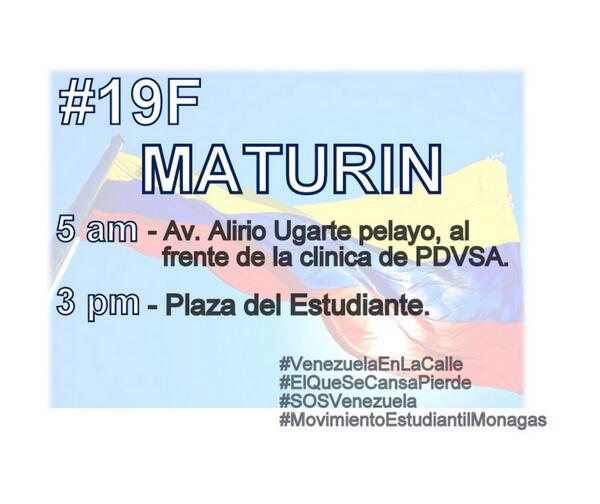 #19F
MATURIN
5 am - Av. Alirio Ugarte pelayo, al
frente de la clinica de PDVSA.
3 pm - Plaza del Estudiante.
#VenezuelaEnLaCalle
#ElQueSeCansaPierde
#SOSVenezuela
#MovimientoEstudiantilMonagas